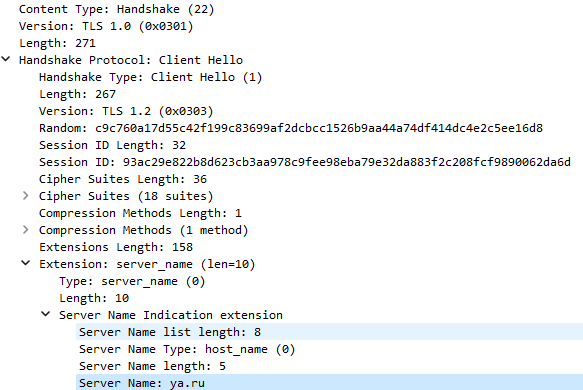 Content Type: Handshake (22)
Version: TLS 1.0 (0x0301)
Length: 271
Handshake Protocol: Client Hello
Handshake Type: Client Hello (1)
Length: 267
Version: TLS 1.2 (0x0303)
Random: c9c760a17d55c42f199c83699af2dcbcc1526b9aa44a74df414dc4e2c5ee16d8
Session ID Length: 32
Session ID: 93ac29e822b8d623cb3aa978c9fee98eba79e32da883f2c208fcf9890062da6d
Cipher Suites Length: 36
Cipher Suites (18 suites)
Compression Methods Length: 1
Compression Methods (1 method)
Extensions Length: 158
Extension: server_name (len=10)
Type: server_name (0)
Length: 10
Server Name Indication extension
Server Name list length: 8
Server Name Type: host_name (0)
Server Name length: 5
Server Name: ya.ru